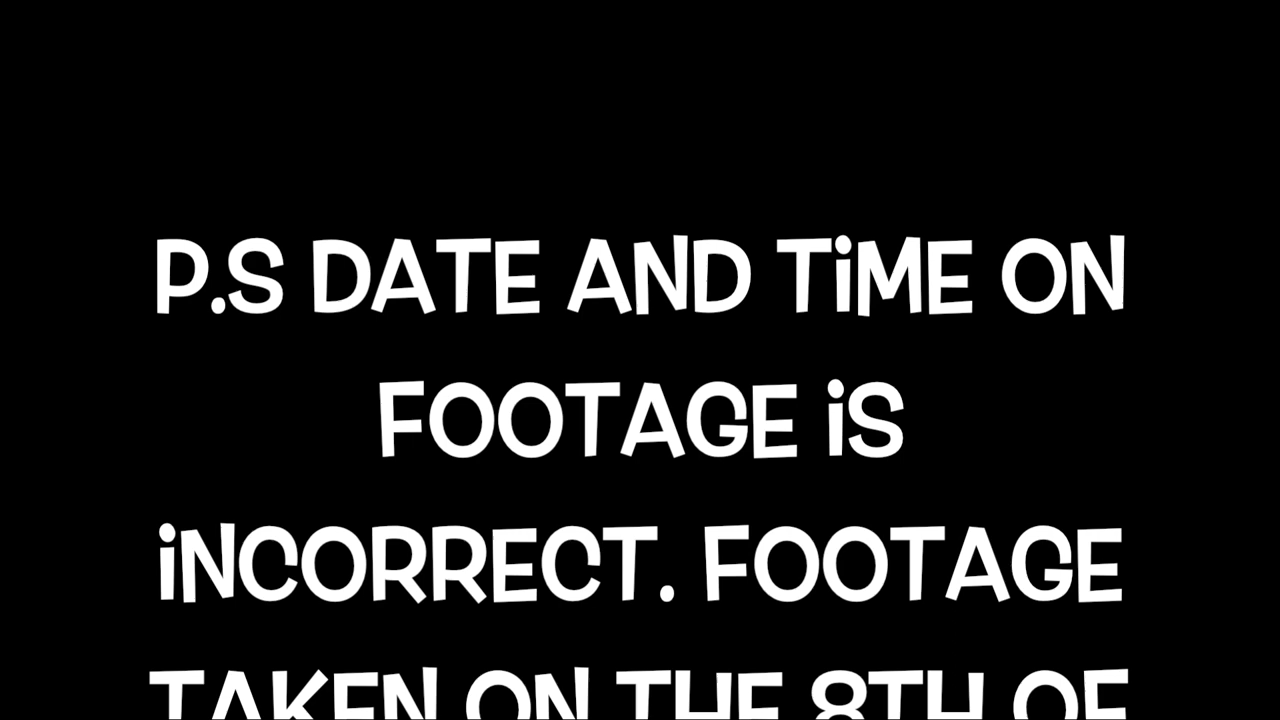 P.S DATE AND TiME ON
FOOTAGE iS
iNCORRECT. FOOTAGE
TAKEN ON THE 8TH OF